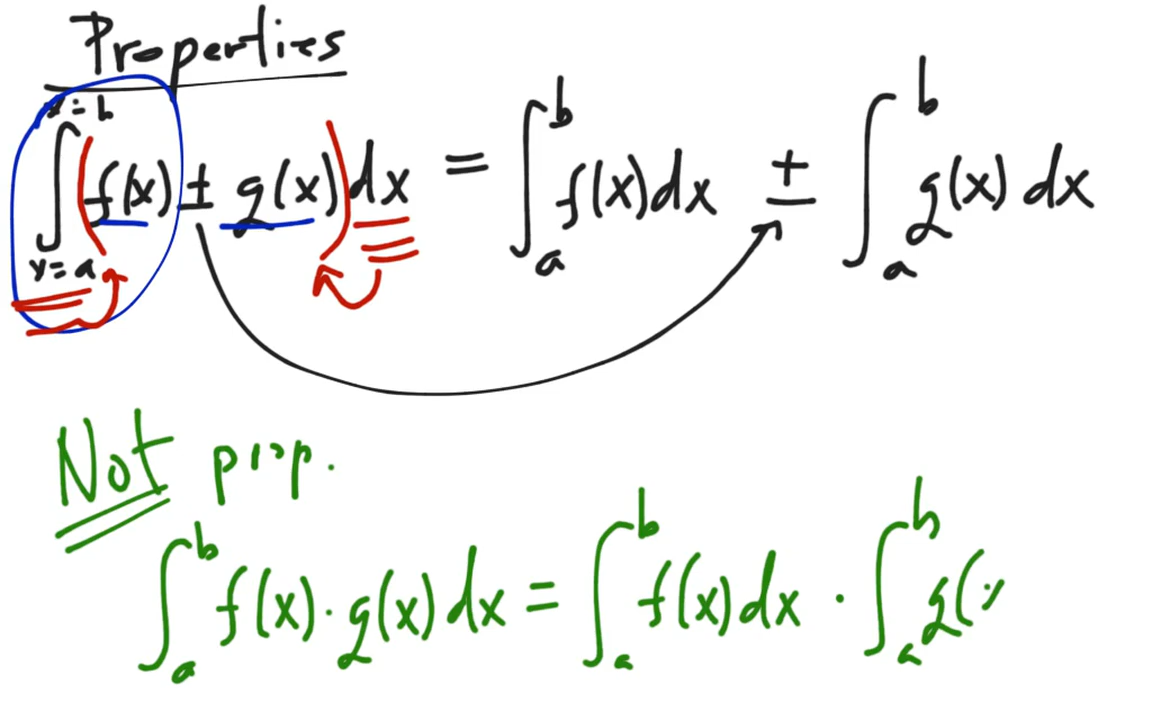 Properties
∫_{x=a}^{x=b} (f(x) ± g(x)) dx = ∫_a^b f(x) dx ± ∫_a^b g(x) dx
Not prop.
∫_a^b f(x) · g(x) dx = ∫_a^b f(x) dx · ∫_a^b g(x